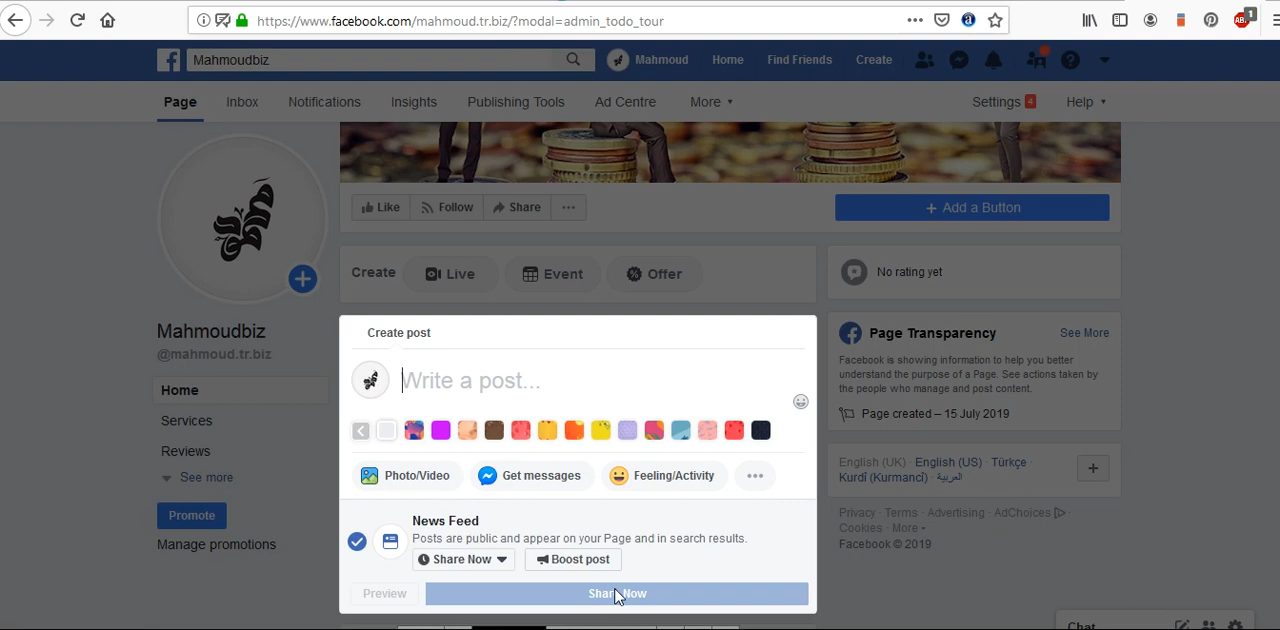 https://www.facebook.com/mahmoud.tr.biz/?modal=admin_todo_tour
1
Mahmoudbiz
Mahmoud Home Find Friends Create
Page Inbox Notifications Insights Publishing Tools Ad Centre More Settings 4 Help
Like Follow Share
+ Add a Button
Create Live Event Offer
No rating yet
Mahmoudbiz
@mahmoud.tr.biz
Home
Services
Reviews
See more
Promote
Manage promotions
Create post
Write a post...
Photo/Video Get messages Feeling/Activity
News Feed
Posts are public and appear on your Page and in search results.
Share Now Boost post
Preview Share Now
Page Transparency See More
Facebook is showing information to help you better
understand the purpose of a Page. See actions taken by
the people who manage and post content.
Page created – 15 July 2019
English (UK) · English (US) · Türkçe ·
Kurdî (Kurmancî) · العربية
Privacy · Terms · Advertising · AdChoices ·
Cookies · More
Facebook © 2019
Chat